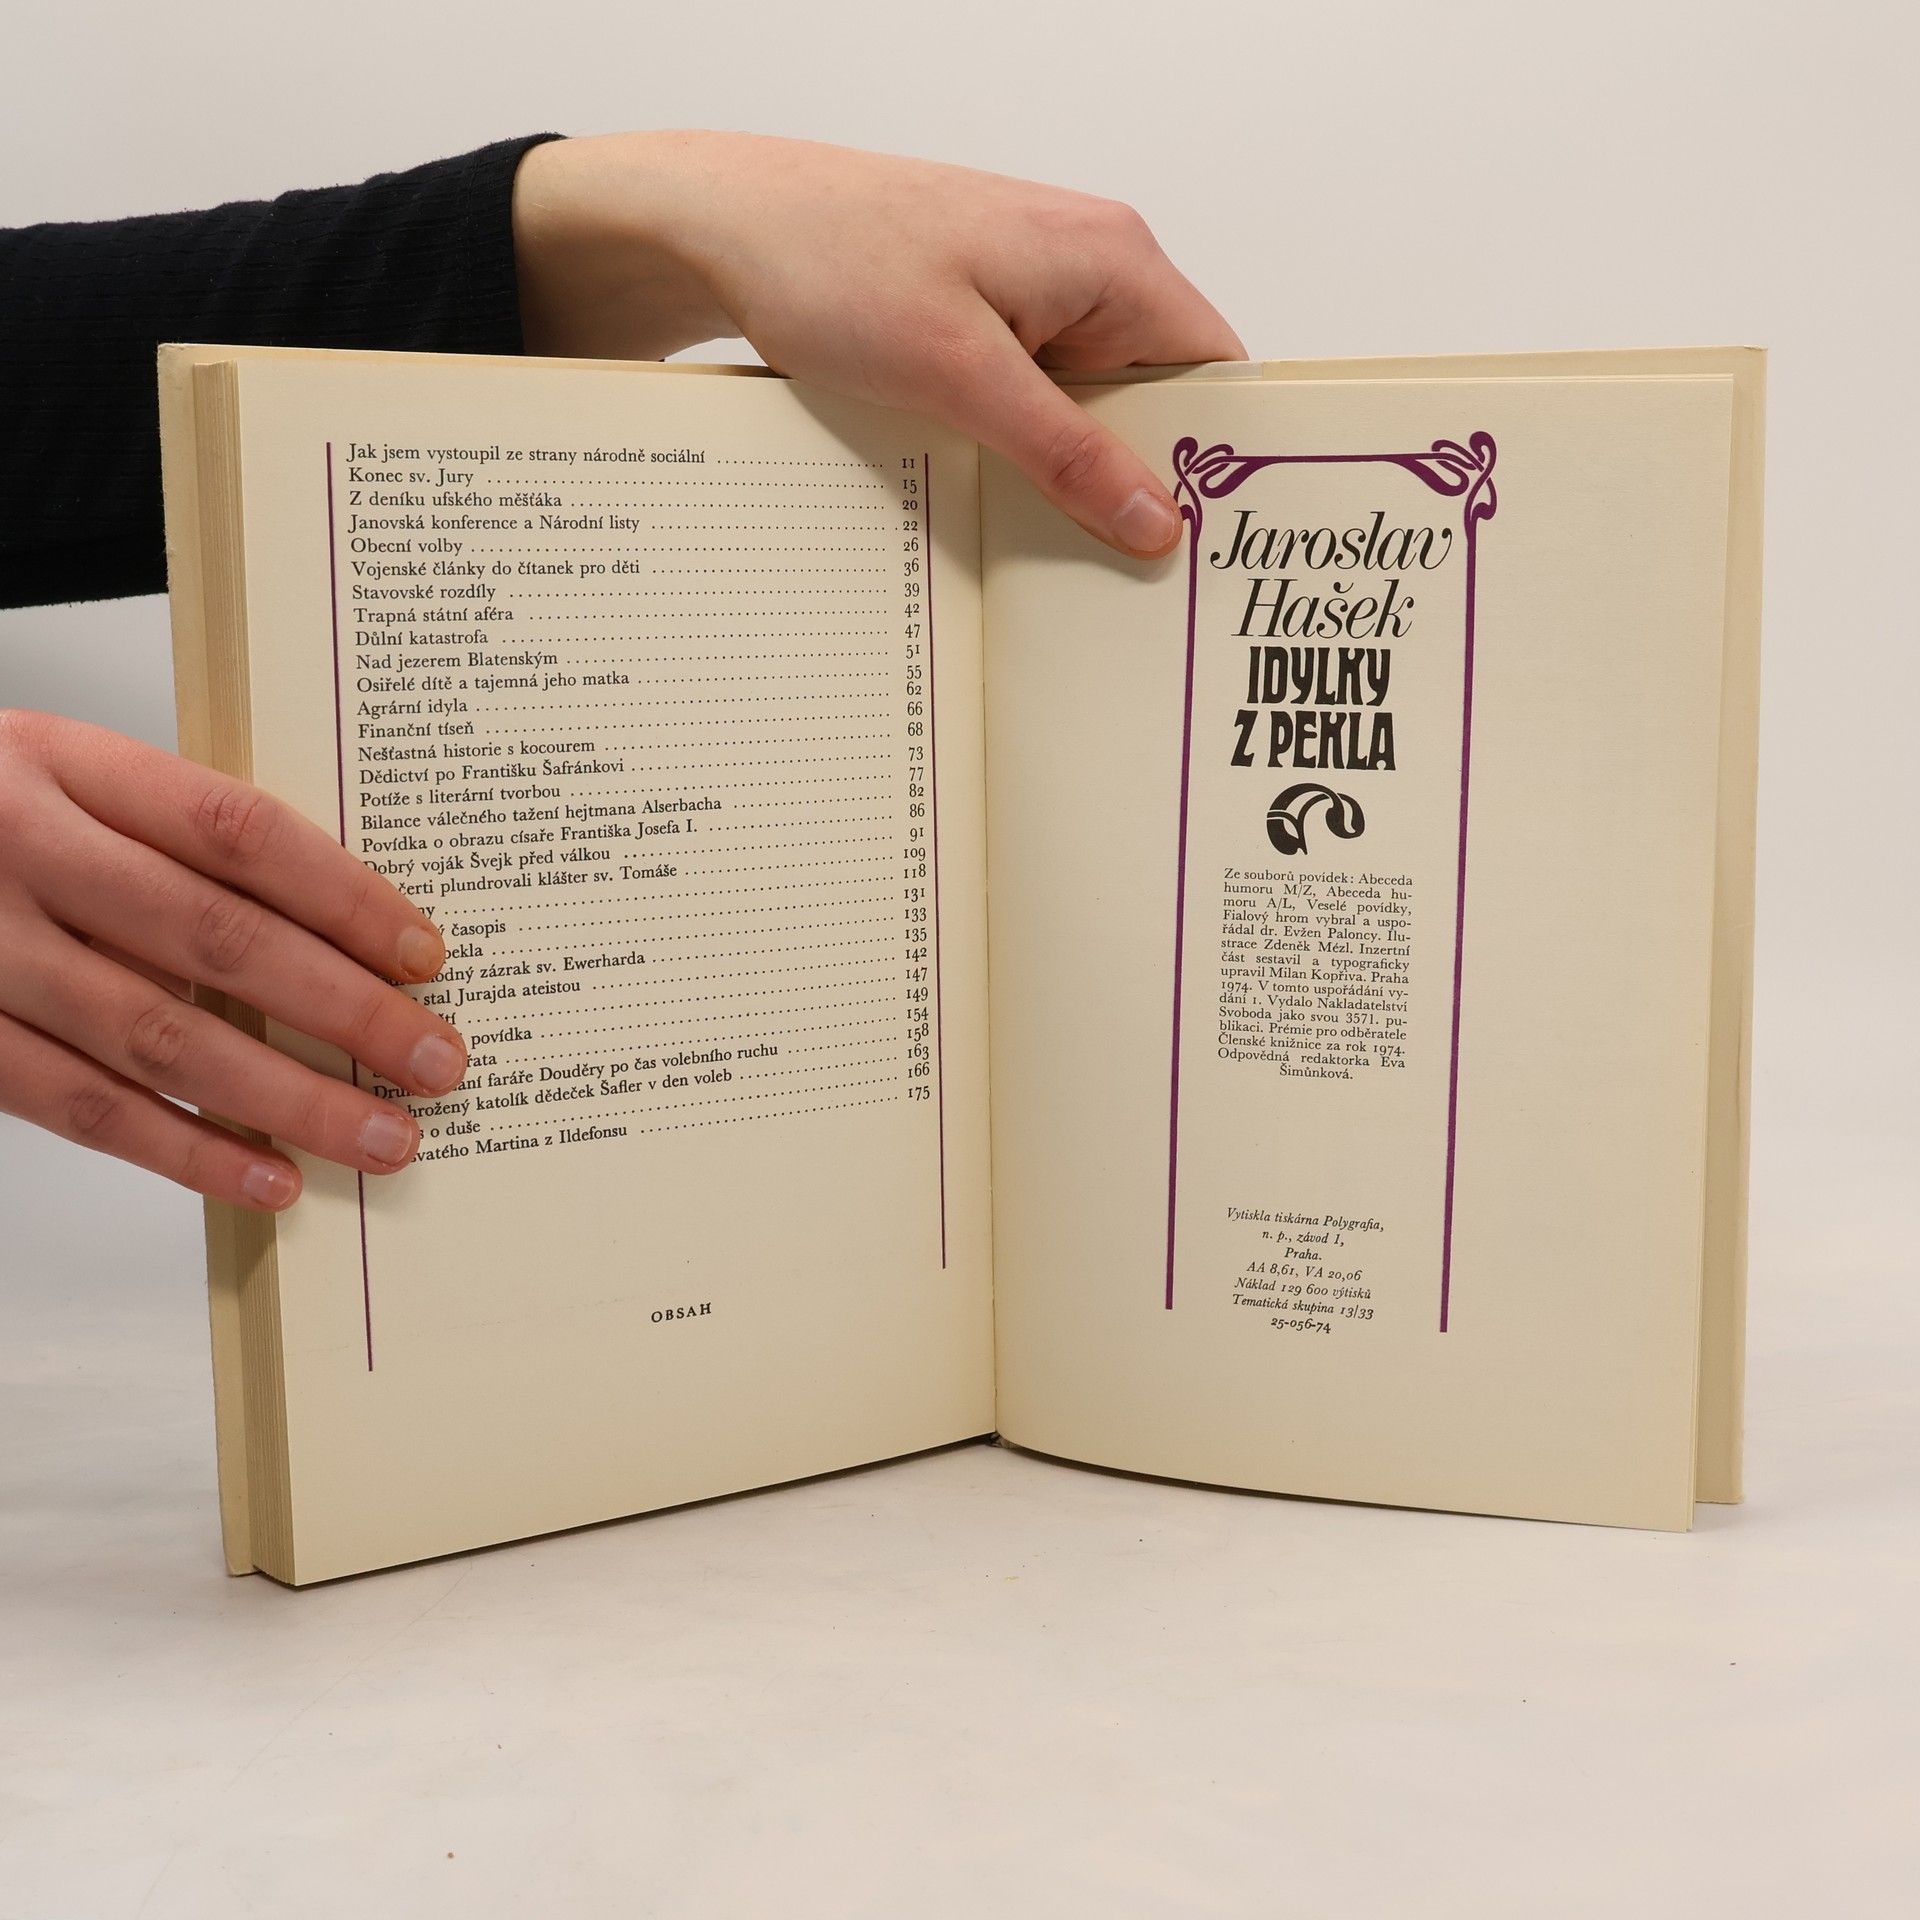 Jak jsem vystoupil ze strany národně sociální .......... 11
Konec sv. Jury .......... 15
Z deníku ufského měšťáka .......... 20
Janovská konference a Národní listy .......... 22
Obecní volby .......... 26
Vojenské články do čítanek pro děti .......... 36
Stavovské rozdíly .......... 39
Trapná státní aféra .......... 42
Důlní katastrofa .......... 47
Nad jezerem Blatenským .......... 51
Osiřelé dítě a tajemná jeho matka .......... 55
Agrární idyla .......... 62
Finanční tíseň .......... 66
Nešťastná historie s kocourem .......... 68
Dědictví po Františku Šafránkovi .......... 73
Potíže s literární tvorbou .......... 77
Bilance válečného tažení hejtmana Alserbacha .......... 82
Povídka o obrazu císaře Františka Josefa I. .......... 86
Dobrý voják Švejk před válkou .......... 91
čerti plundrovali klášter sv. Tomáše .......... 109
.......... 118
časopis .......... 131
pekla .......... 133
zázrak sv. Ewerharda .......... 135
stal Jurajda ateistou .......... 142
.......... 147
povídka .......... 149
.......... 154
faráře Douděry po čas volebního ruchu .......... 158
katolík dědeček Šafler v den voleb .......... 163
o duše .......... 166
Martina z Ildefonsu .......... 175
OBSAH
Jaroslav
Hašek
IDYLKY
Z PEKLA
Ze souborů povídek: Abeceda
humoru M/Z, Abeceda hu-
moru A/L, Veselé povídky,
Fialový hrom vybral a uspo-
řádal dr. Evžen Paloncy. Ilu-
strace Zdeněk Mézl. Inzertní
část sestavil a typograficky
upravil Milan Kopřiva. Praha
1974. V tomto uspořádání vy-
dání 1. Vydalo Nakladatelství
Svoboda jako svou 3571. pu-
blikaci. Prémie pro odběratele
Členské knižnice za rok 1974.
Odpovědná redaktorka Eva
Šimůnková.
Vytiskla tiskárna Polygrafia,
n. p., závod 1,
Praha.
AA 8,61, VA 20,06
Náklad 129 600 výtisků
Tematická skupina 13/33
25-056-74